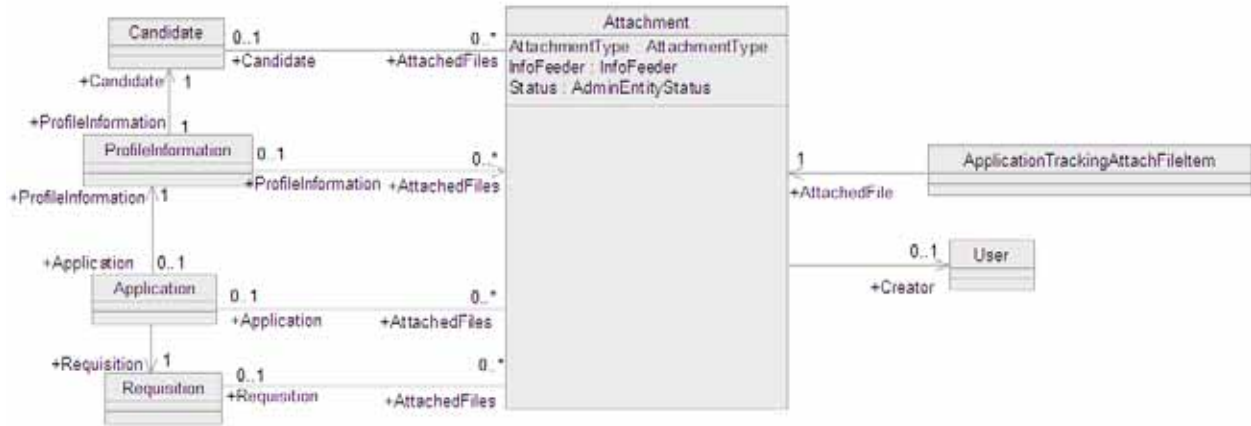 Candidate
0..1
+Candidate
0..*
+AttachedFiles
Attachment
AttachmentType : AttachmentType
InfoFeeder : InfoFeeder
Status : AdminEntityStatus
+Candidate
1
+ProfileInformation
1
ProfileInformation
0..1
+ProfileInformation
0..*
+AttachedFiles
1
+AttachedFile
ApplicationTrackingAttachFileItem
+ProfileInformation
1
+Application
0..1
Application
0..1
+Application
0..*
+AttachedFiles
0..1
+Creator
User
+Requisition
1
Requisition
0..1
+Requisition
0..*
+AttachedFiles